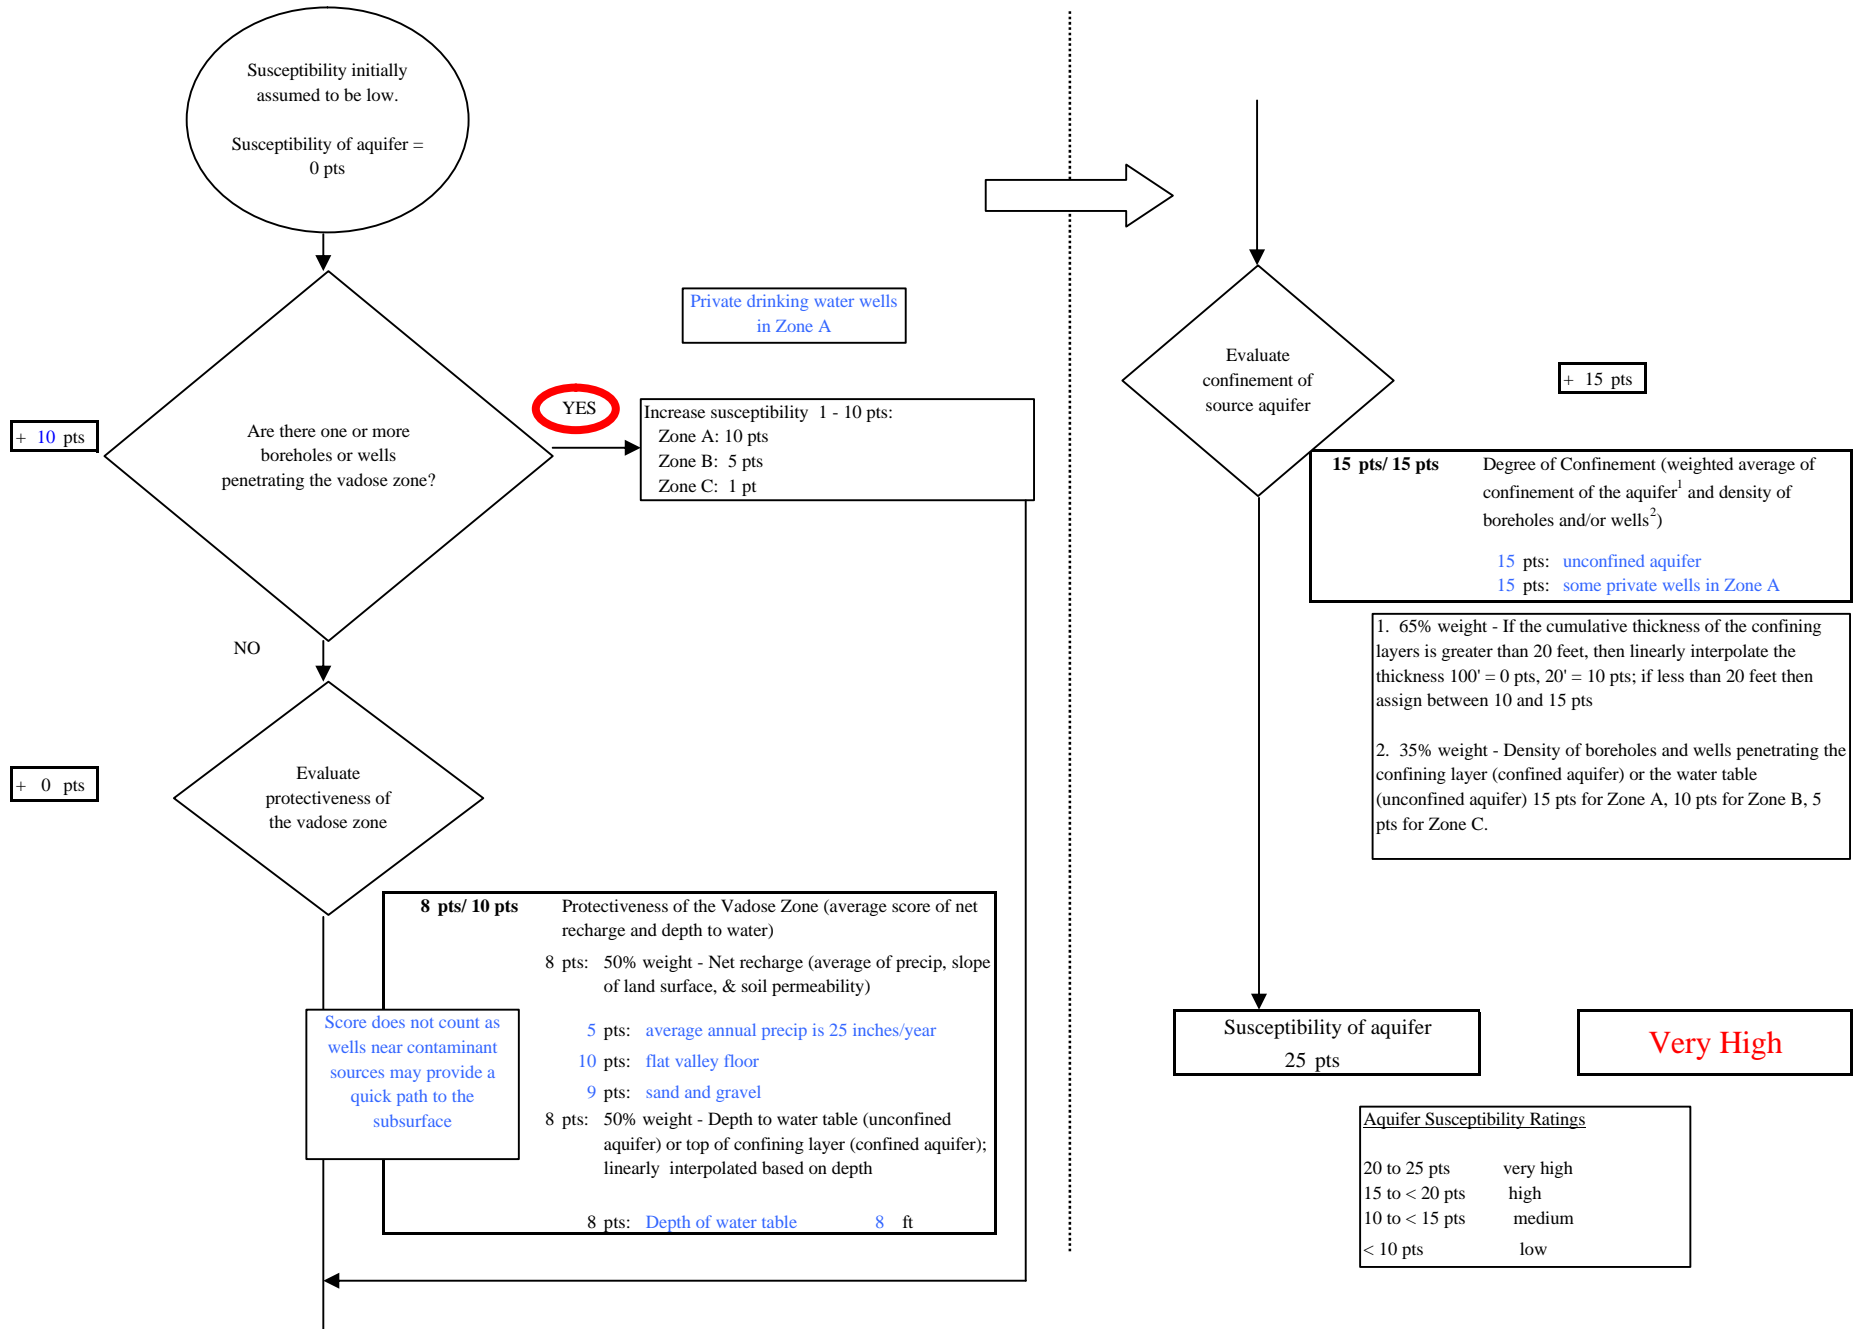 Susceptibility initially
assumed to be low.
Susceptibility of aquifer =
0 pts
Private drinking water wells
in Zone A
+ 10 pts
Are there one or more
boreholes or wells
penetrating the vadose zone?
YES
Increase susceptibility 1 - 10 pts:
Zone A: 10 pts
Zone B: 5 pts
Zone C: 1 pt
NO
+ 0 pts
Evaluate
protectiveness of
the vadose zone
8 pts/ 10 pts Protectiveness of the Vadose Zone (average score of net
recharge and depth to water)
8 pts: 50% weight - Net recharge (average of precip, slope
of land surface, & soil permeability)
5 pts: average annual precip is 25 inches/year
10 pts: flat valley floor
9 pts: sand and gravel
8 pts: 50% weight - Depth to water table (unconfined
aquifer) or top of confining layer (confined aquifer);
linearly interpolated based on depth
8 pts: Depth of water table 8 ft
Score does not count as
wells near contaminant
sources may provide a
quick path to the
subsurface
Evaluate
confinement of
source aquifer
+ 15 pts
15 pts/ 15 pts Degree of Confinement (weighted average of
confinement of the aquifer1 and density of
boreholes and/or wells2)
15 pts: unconfined aquifer
15 pts: some private wells in Zone A
1. 65% weight - If the cumulative thickness of the confining
layers is greater than 20 feet, then linearly interpolate the
thickness 100' = 0 pts, 20' = 10 pts; if less than 20 feet then
assign between 10 and 15 pts
2. 35% weight - Density of boreholes and wells penetrating the
confining layer (confined aquifer) or the water table
(unconfined aquifer) 15 pts for Zone A, 10 pts for Zone B, 5
pts for Zone C.
Susceptibility of aquifer
25 pts
Very High
Aquifer Susceptibility Ratings
20 to 25 pts very high
15 to < 20 pts high
10 to < 15 pts medium
< 10 pts low